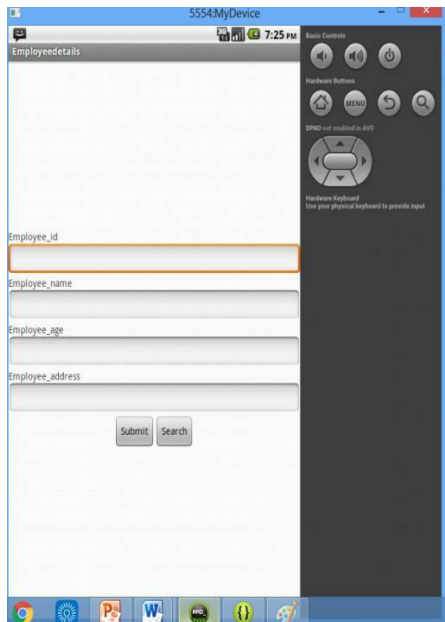 5554:MyDevice
3G 7:25 PM
Employeedetails
Employee_id
Employee_name
Employee_age
Employee_address
Submit Search
Basic Controls
Hardware Buttons
MENU
DPAD not enabled in AVD
Hardware Keyboard
Use your physical keyboard to provide input